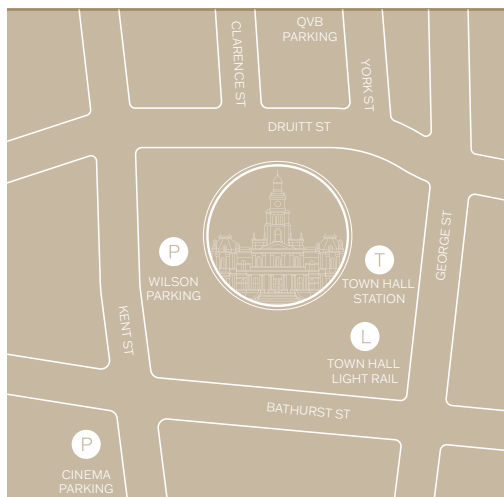 QVB
PARKING
CLARENCE ST
YORK ST
DRUITT ST
P
WILSON
PARKING
T
TOWN HALL
STATION
GEORGE ST
KENT ST
L
TOWN HALL
LIGHT RAIL
BATHURST ST
P
CINEMA
PARKING